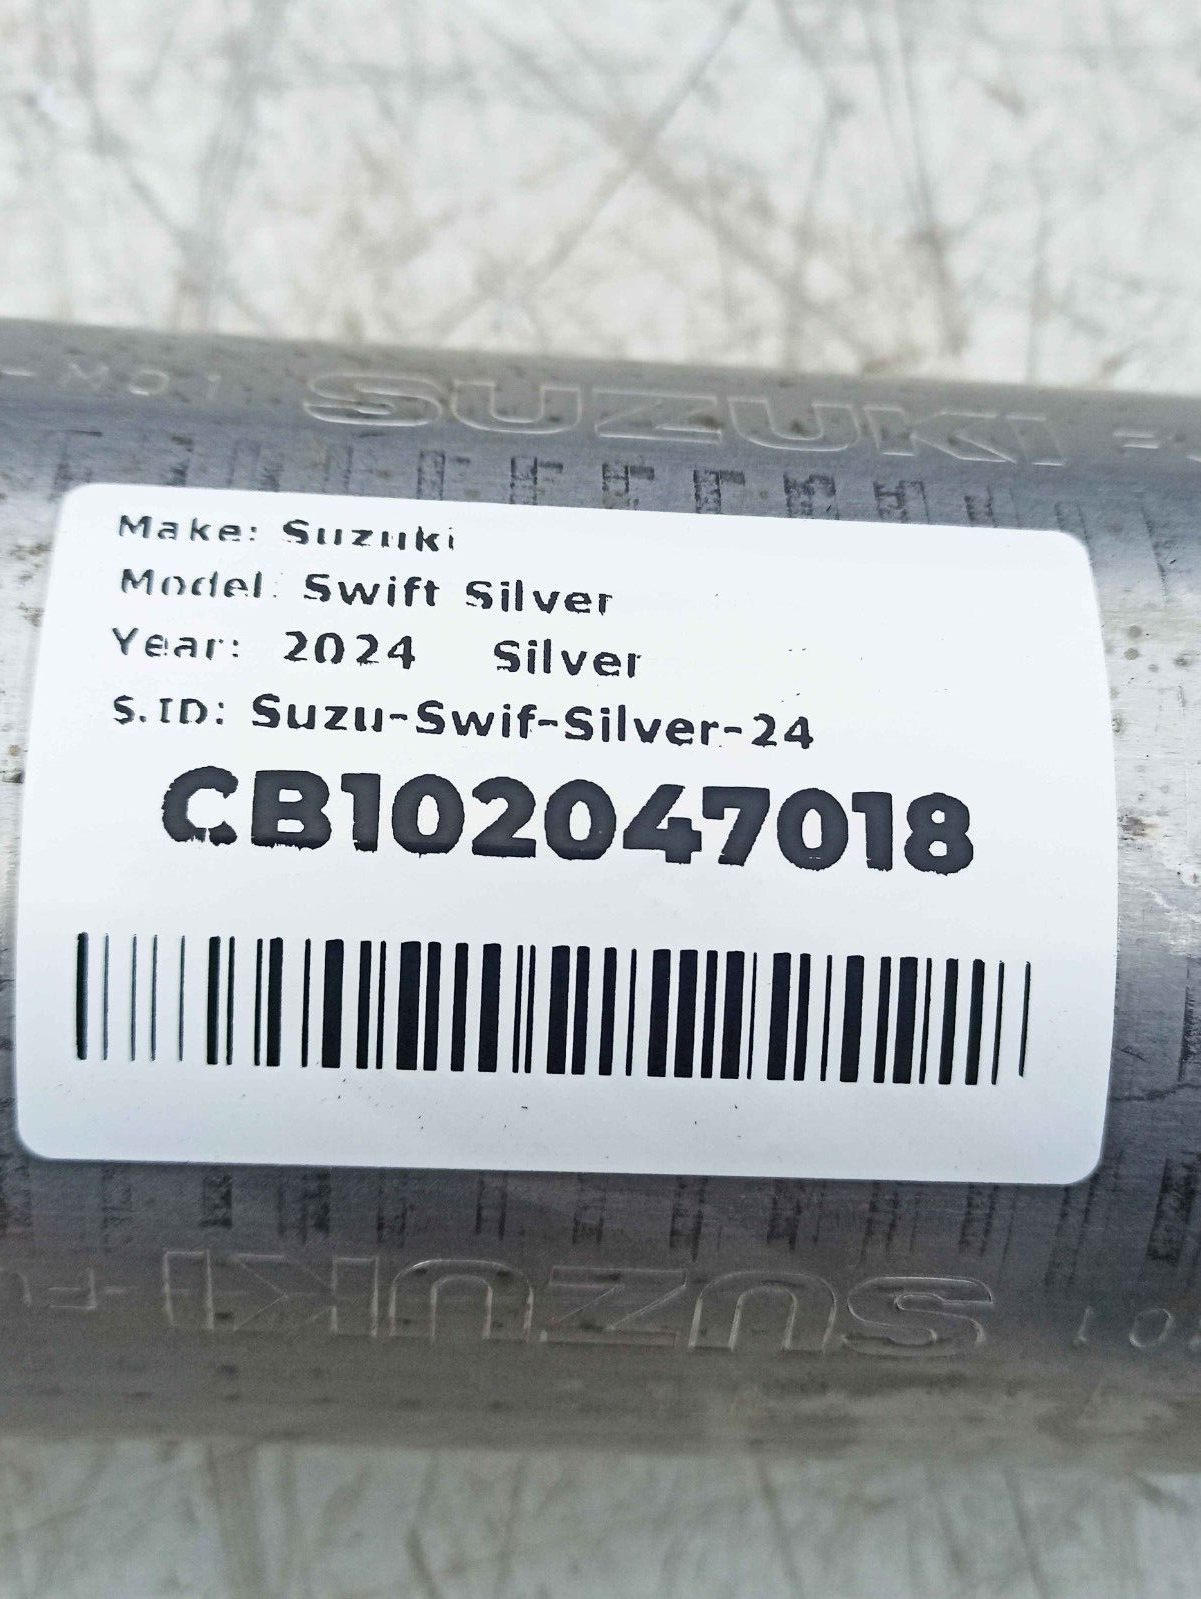 SUZUKI
Make: Suzuki
Model: Swift Silver
Year: 2024 Silver
S.ID: Suzu-Swif-Silver-24
CB102047018
SUZUKI